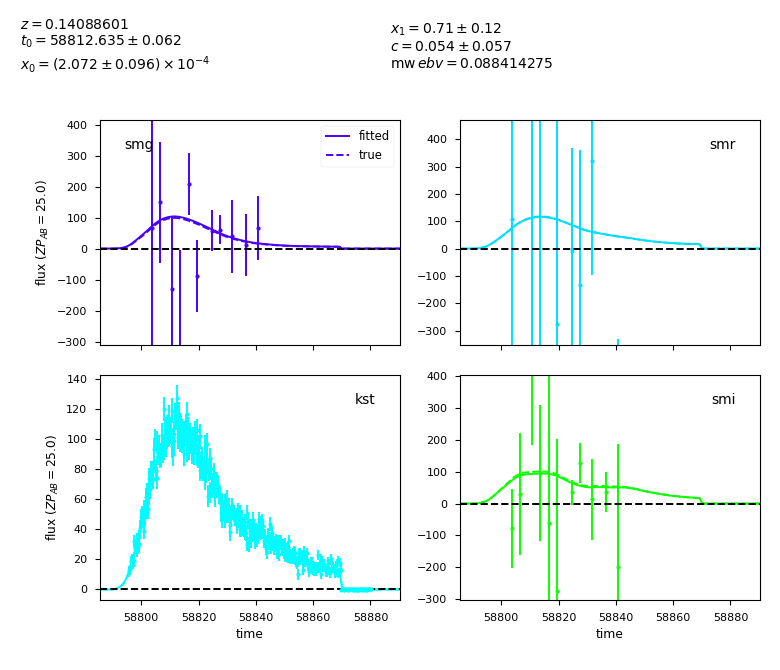 z = 0.14088601
t₀ = 58812.635 ± 0.062
x₀ = (2.072 ± 0.096) × 10⁻⁴
x₁ = 0.71 ± 0.12
c = 0.054 ± 0.057
mw ebv = 0.088414275
400
300
200
100
0
−100
−200
−300
flux (ZP_AB = 25.0)
smg
fitted
true
400
300
200
100
0
−100
−200
−300
smr
140
120
100
80
60
40
20
0
flux (ZP_AB = 25.0)
kst
58800 58820 58840 58860 58880
time
400
300
200
100
0
−100
−200
−300
smi
58800 58820 58840 58860 58880
time